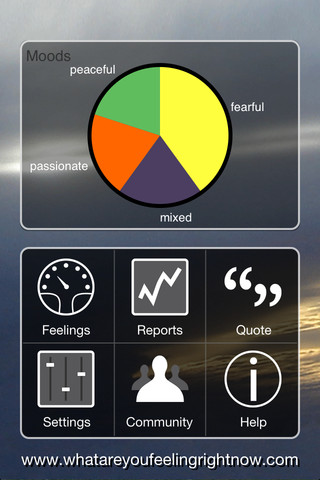 Moods
peaceful
fearful
passionate
mixed
Feelings
Reports
Quote
Settings
Community
Help
www.whatareyoufeelingrightnow.com